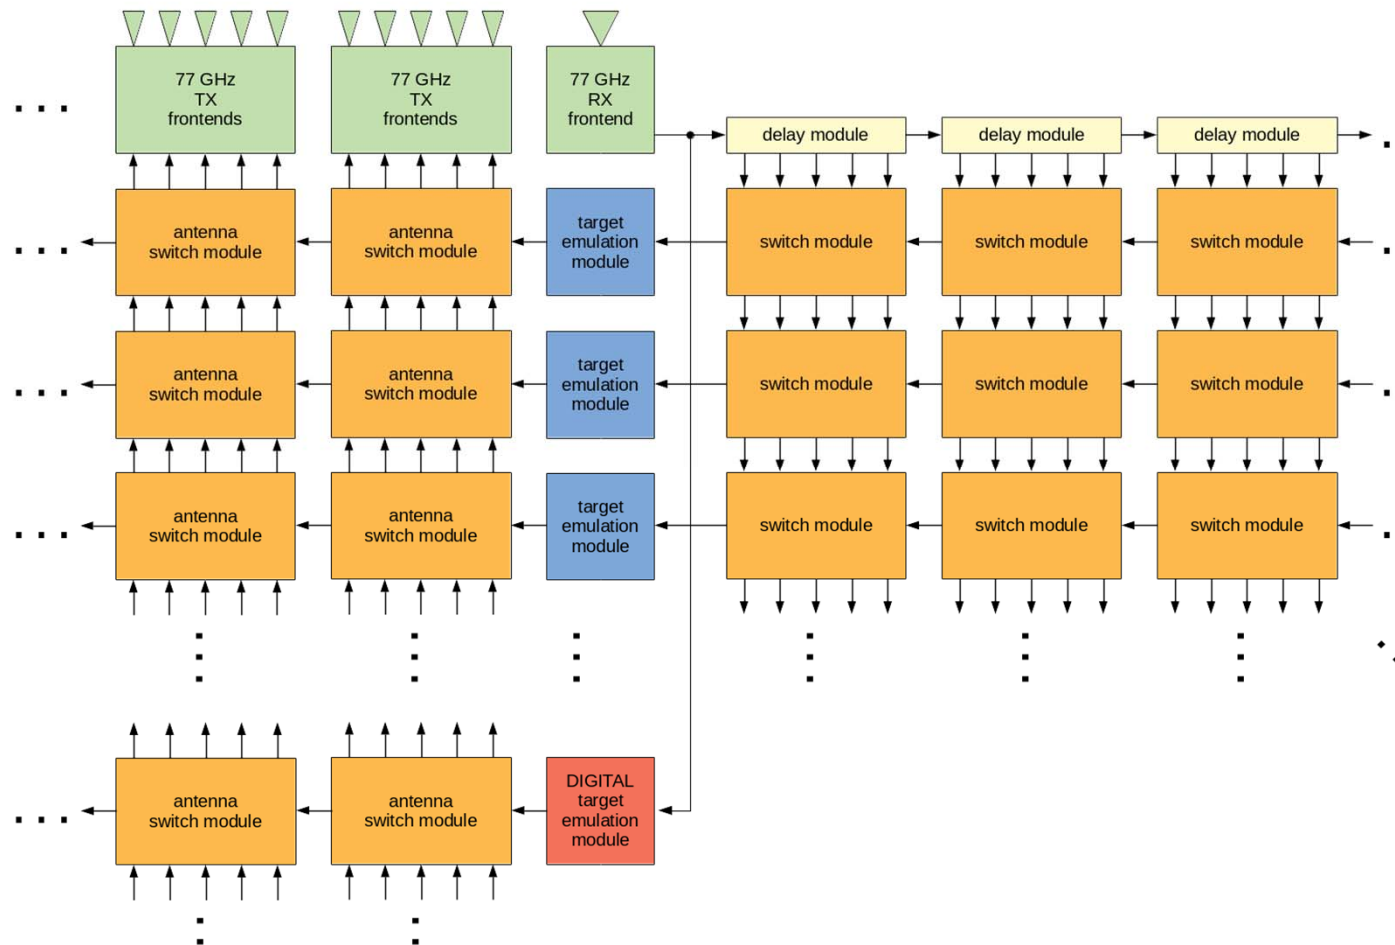 77 GHz
TX
frontends
77 GHz
TX
frontends
77 GHz
RX
frontend
delay module
delay module
delay module
antenna
switch module
antenna
switch module
target
emulation
module
switch module
switch module
switch module
antenna
switch module
antenna
switch module
target
emulation
module
switch module
switch module
switch module
antenna
switch module
antenna
switch module
target
emulation
module
switch module
switch module
switch module
antenna
switch module
antenna
switch module
DIGITAL
target
emulation
module